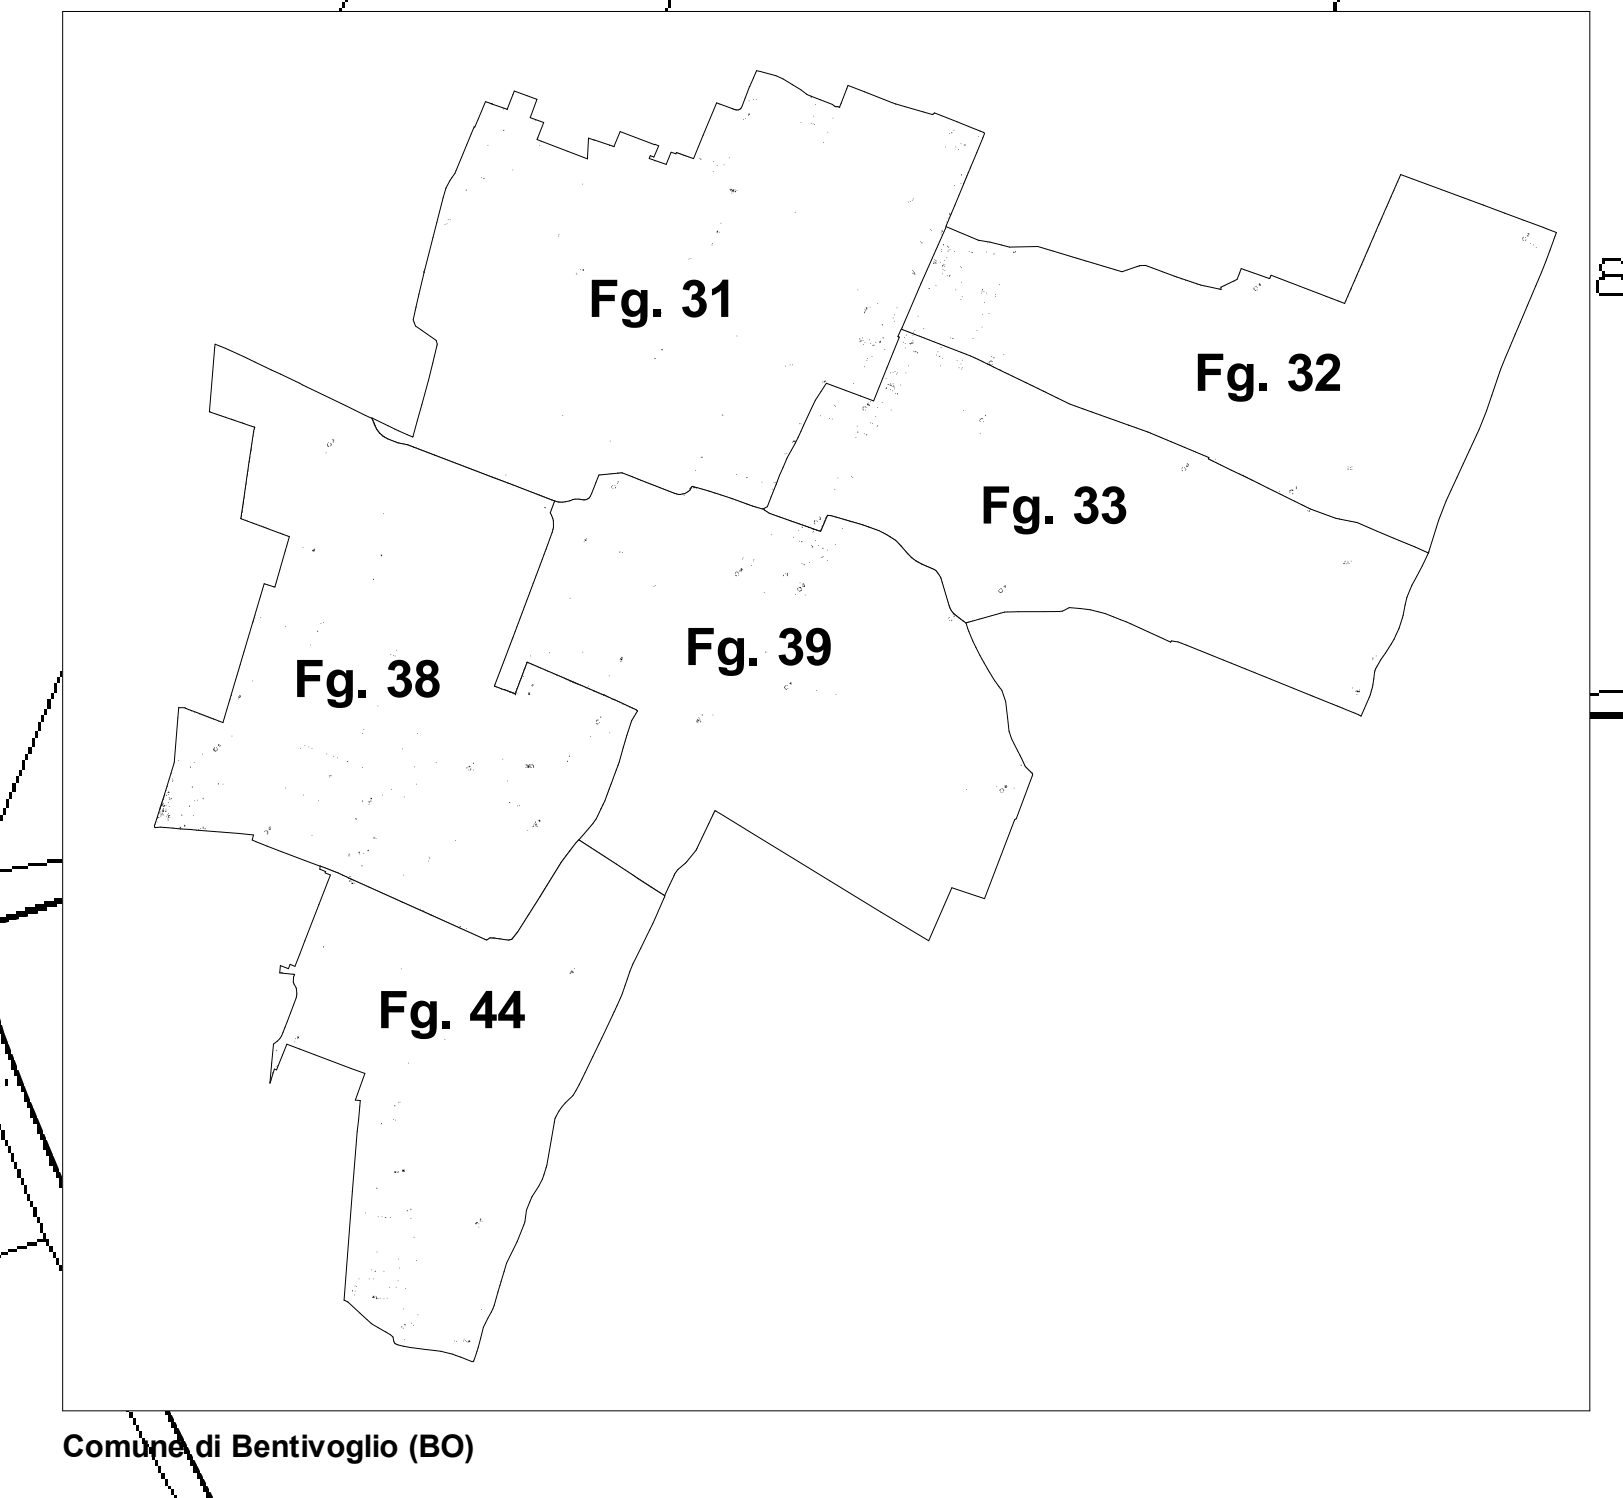 Fg. 31
Fg. 32
Fg. 33
Fg. 39
Fg. 38
Fg. 44
Comune di Bentivoglio (BO)